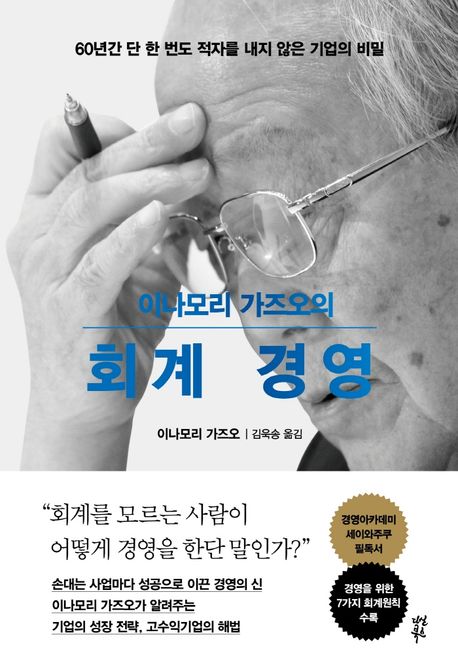 60년간 단 한 번도 적자를 내지 않은 기업의 비밀
이나모리 가즈오의
회계 경영
이나모리 가즈오 | 김욱송 옮김
“회계를 모르는 사람이
어떻게 경영을 한단 말인가?”
손대는 사업마다 성공으로 이끈 경영의 신
이나모리 가즈오가 알려주는
기업의 성장 전략, 고수익기업의 해법
경영아카데미
세이와주쿠
필독서
경영을 위한
7가지 회계원칙
수록
다산
북스